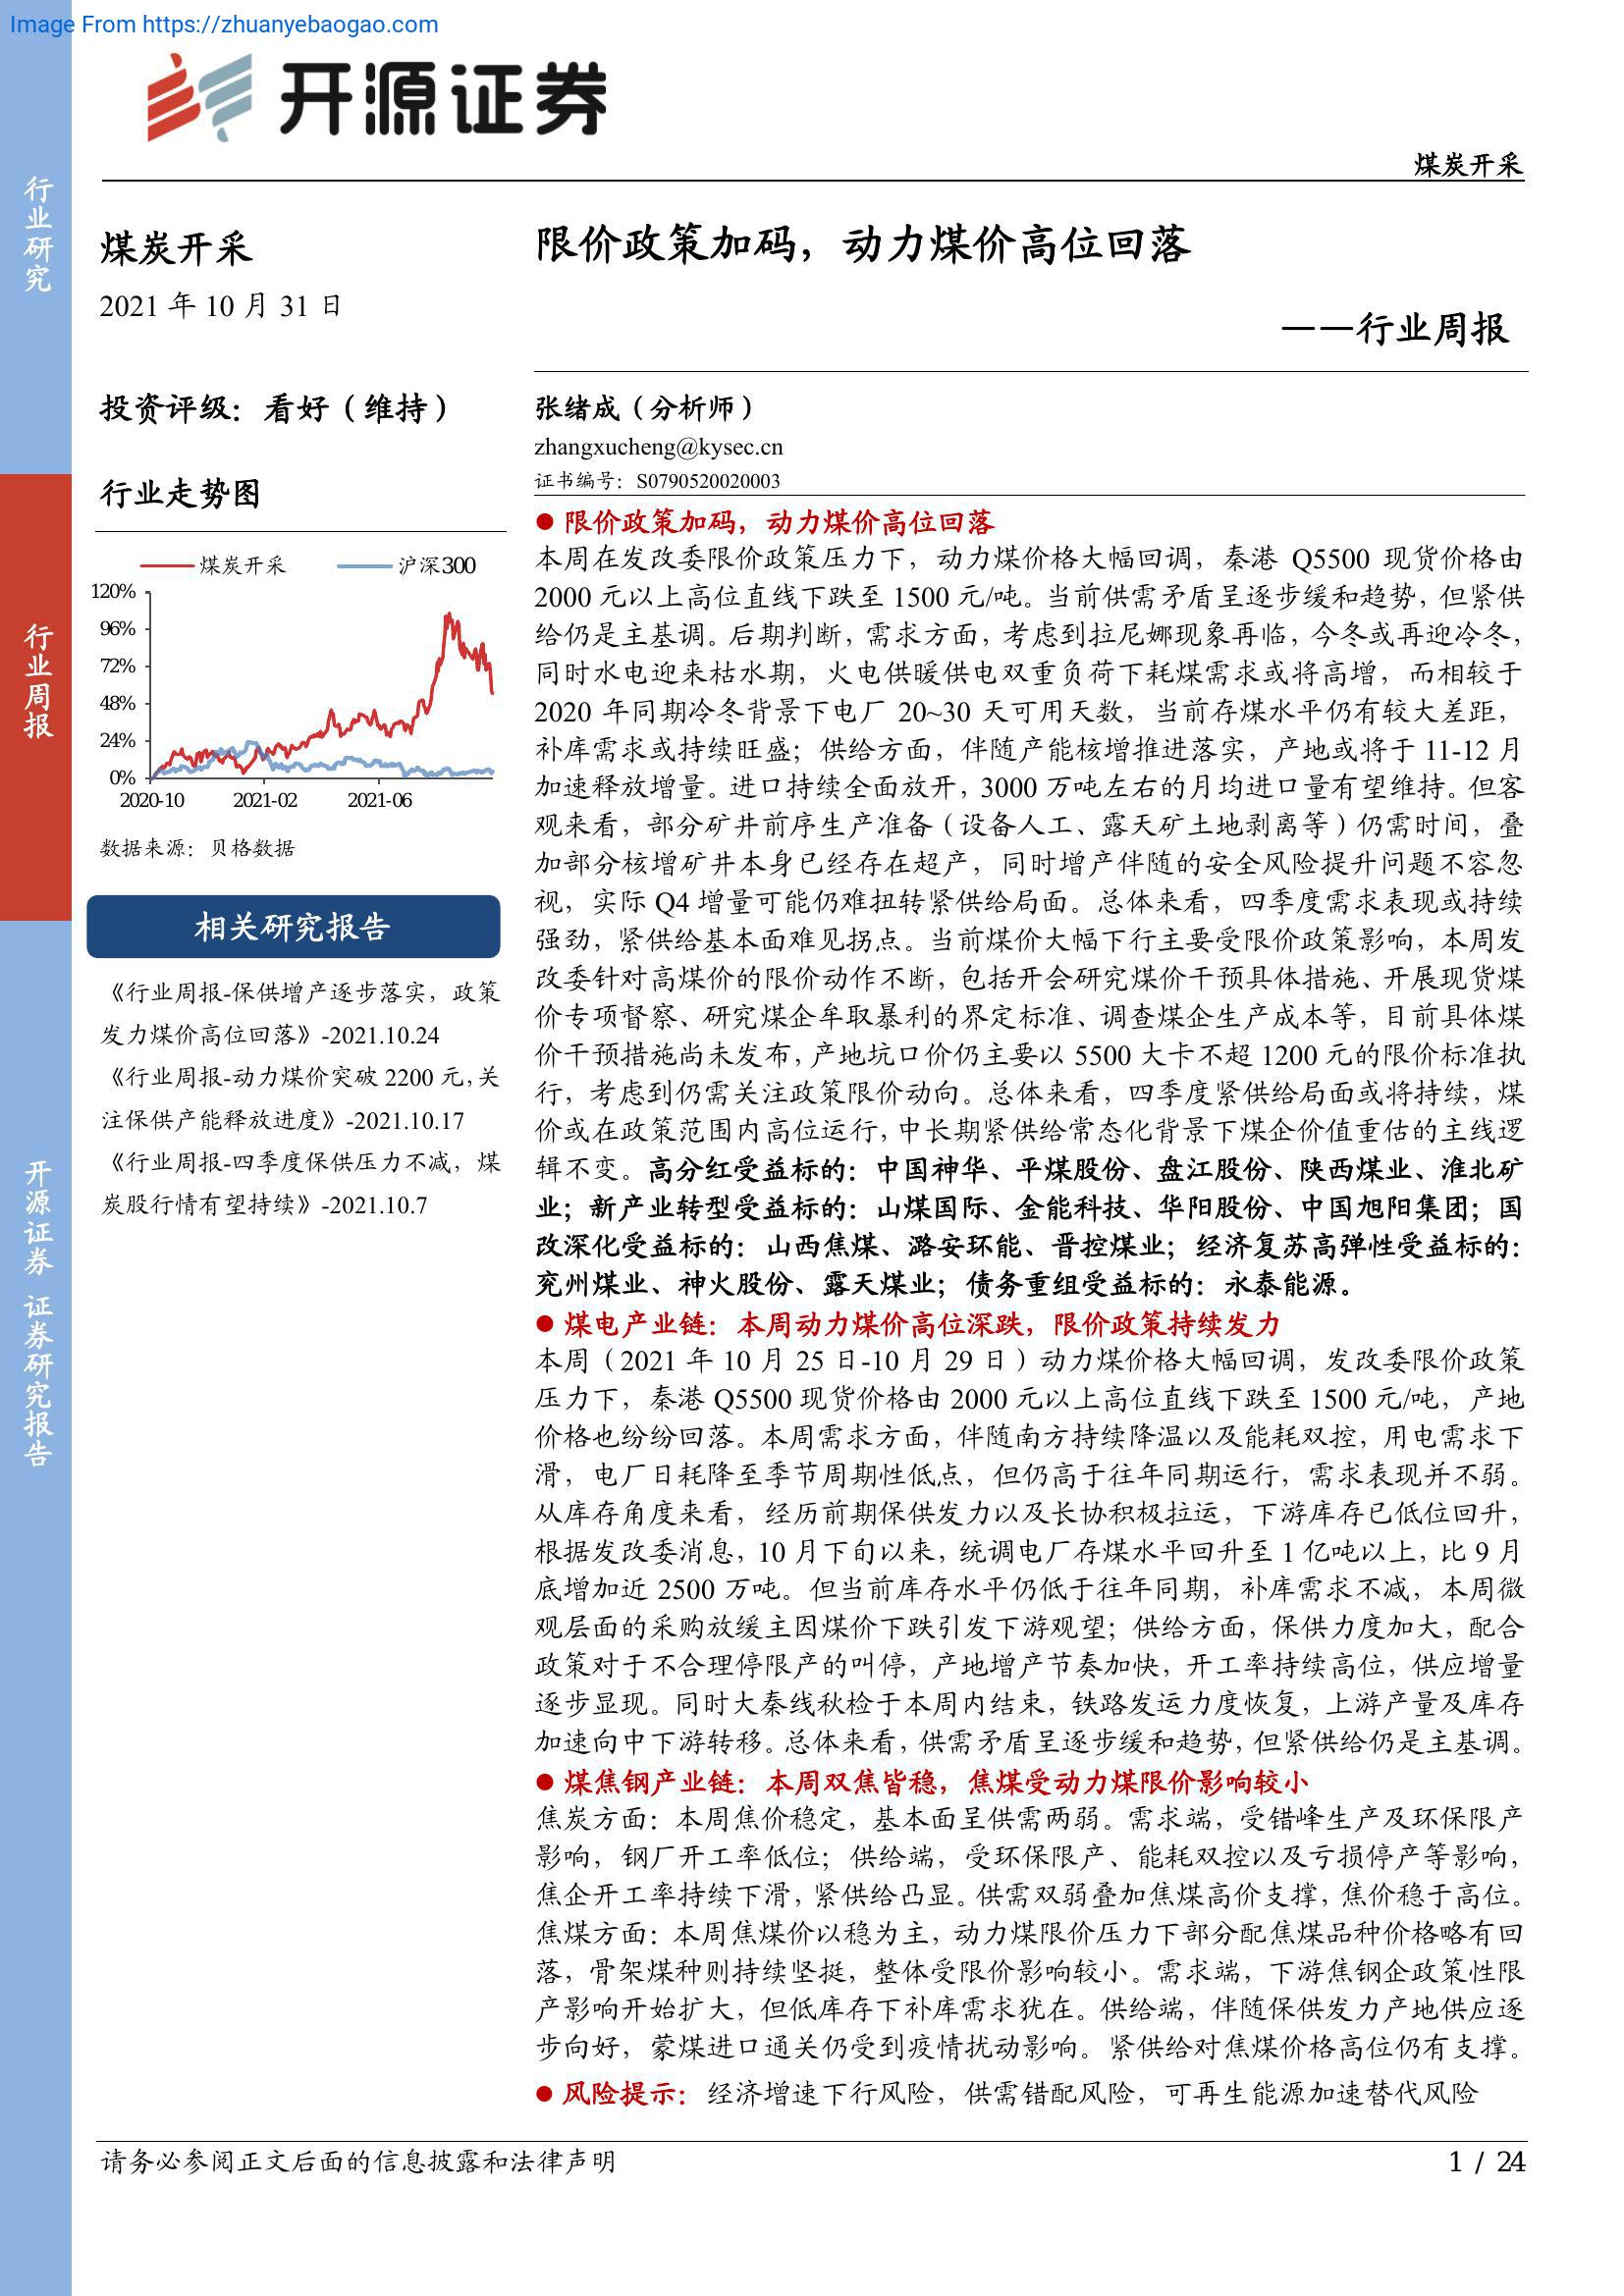 Image From https://zhuanyebaogao.com
开源证券
煤炭开采
行业研究
行业周报
开源证券 证券研究报告
煤炭开采
2021 年 10 月 31 日
投资评级：看好（维持）
行业走势图
煤炭开采 沪深300
120%
96%
72%
48%
24%
0%
2020-10 2021-02 2021-06
数据来源：贝格数据
相关研究报告
《行业周报-保供增产逐步落实，政策
发力煤价高位回落》-2021.10.24
《行业周报-动力煤价突破 2200 元，关
注保供产能释放进度》-2021.10.17
《行业周报-四季度保供压力不减，煤
炭股行情有望持续》-2021.10.7
限价政策加码，动力煤价高位回落
——行业周报
张绪成（分析师）
zhangxucheng@kysec.cn
证书编号：S0790520020003
● 限价政策加码，动力煤价高位回落
本周在发改委限价政策压力下，动力煤价格大幅回调，秦港 Q5500 现货价格由
2000 元以上高位直线下跌至 1500 元/吨。当前供需矛盾呈逐步缓和趋势，但紧供
给仍是主基调。后期判断，需求方面，考虑到拉尼娜现象再临，今冬或再迎冷冬，
同时水电迎来枯水期，火电供暖供电双重负荷下耗煤需求或将高增，而相较于
2020 年同期冷冬背景下电厂 20~30 天可用天数，当前存煤水平仍有较大差距，
补库需求或持续旺盛；供给方面，伴随产能核增推进落实，产地或将于 11-12 月
加速释放增量。进口持续全面放开，3000 万吨左右的月均进口量有望维持。但客
观来看，部分矿井前序生产准备（设备人工、露天矿土地剥离等）仍需时间，叠
加部分核增矿井本身已经存在超产，同时增产伴随的安全风险提升问题不容忽
视，实际 Q4 增量可能仍难扭转紧供给局面。总体来看，四季度需求表现或持续
强劲，紧供给基本面难见拐点。当前煤价大幅下行主要受限价政策影响，本周发
改委针对高煤价的限价动作不断，包括开会研究煤价干预具体措施、开展现货煤
价专项督察、研究煤企牟取暴利的界定标准、调查煤企生产成本等，目前具体煤
价干预措施尚未发布，产地坑口价仍主要以 5500 大卡不超 1200 元的限价标准执
行，考虑到仍需关注政策限价动向。总体来看，四季度紧供给局面或将持续，煤
价或在政策范围内高位运行，中长期紧供给常态化背景下煤企价值重估的主线逻
辑不变。高分红受益标的：中国神华、平煤股份、盘江股份、陕西煤业、淮北矿
业；新产业转型受益标的：山煤国际、金能科技、华阳股份、中国旭阳集团；国
改深化受益标的：山西焦煤、潞安环能、晋控煤业；经济复苏高弹性受益标的：
兖州煤业、神火股份、露天煤业；债务重组受益标的：永泰能源。
● 煤电产业链：本周动力煤价高位深跌，限价政策持续发力
本周（2021 年 10 月 25 日-10 月 29 日）动力煤价格大幅回调，发改委限价政策
压力下，秦港 Q5500 现货价格由 2000 元以上高位直线下跌至 1500 元/吨，产地
价格也纷纷回落。本周需求方面，伴随南方持续降温以及能耗双控，用电需求下
滑，电厂日耗降至季节周期性低点，但仍高于往年同期运行，需求表现并不弱。
从库存角度来看，经历前期保供发力以及长协积极拉运，下游库存已低位回升，
根据发改委消息，10 月下旬以来，统调电厂存煤水平回升至 1 亿吨以上，比 9 月
底增加近 2500 万吨。但当前库存水平仍低于往年同期，补库需求不减，本周微
观层面的采购放缓主因煤价下跌引发下游观望；供给方面，保供力度加大，配合
政策对于不合理停限产的叫停，产地增产节奏加快，开工率持续高位，供应增量
逐步显现。同时大秦线秋检于本周内结束，铁路发运力度恢复，上游产量及库存
加速向中下游转移。总体来看，供需矛盾呈逐步缓和趋势，但紧供给仍是主基调。
● 煤焦钢产业链：本周双焦皆稳，焦煤受动力煤限价影响较小
焦炭方面：本周焦价稳定，基本面呈供需两弱。需求端，受错峰生产及环保限产
影响，钢厂开工率低位；供给端，受环保限产、能耗双控以及亏损停产等影响，
焦企开工率持续下滑，紧供给凸显。供需双弱叠加焦煤高价支撑，焦价稳于高位。
焦煤方面：本周焦煤价以稳为主，动力煤限价压力下部分配焦煤品种价格略有回
落，骨架煤种则持续坚挺，整体受限价影响较小。需求端，下游焦钢企政策性限
产影响开始扩大，但低库存下补库需求犹在。供给端，伴随保供发力产地供应逐
步向好，蒙煤进口通关仍受到疫情扰动影响。紧供给对焦煤价格高位仍有支撑。
● 风险提示：经济增速下行风险，供需错配风险，可再生能源加速替代风险
请务必参阅正文后面的信息披露和法律声明
1 / 24